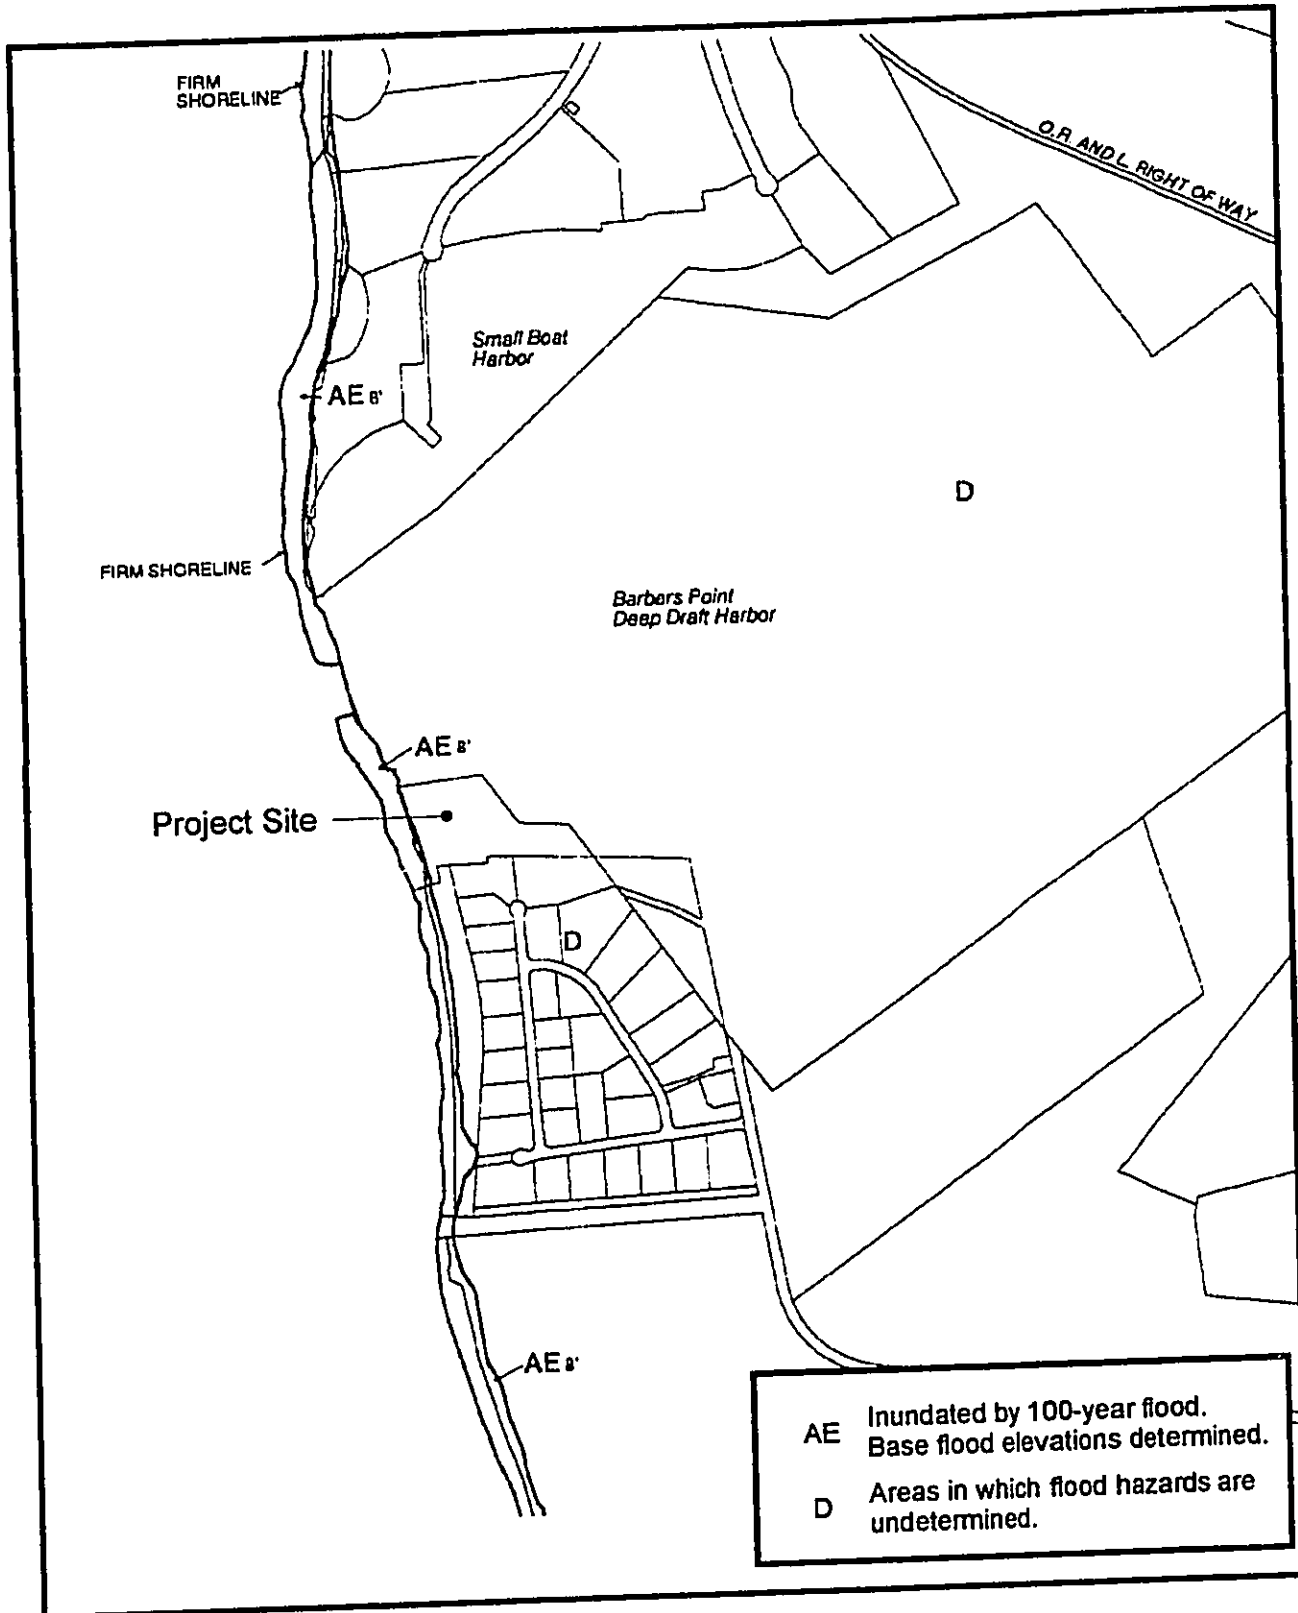 FIRM
SHORELINE
O.R. AND L. RIGHT OF WAY
Small Boat
Harbor
AE 8'
D
FIRM SHORELINE
Barbers Point
Deep Draft Harbor
AE 8'
Project Site
D
AE 8'
AE Inundated by 100-year flood.
Base flood elevations determined.
D Areas in which flood hazards are
undetermined.